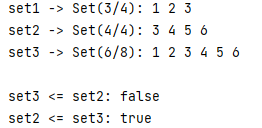 set1 -> Set(3/4): 1 2 3
set2 -> Set(4/4): 3 4 5 6
set3 -> Set(6/8): 1 2 3 4 5 6
set3 <= set2: false
set2 <= set3: true